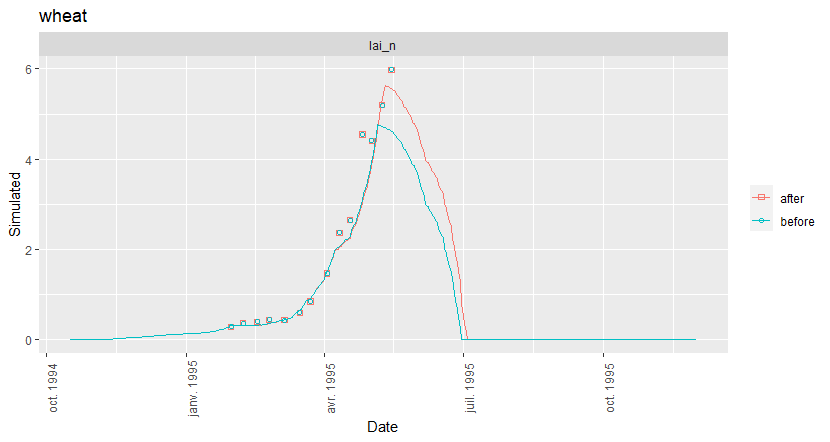 wheat
lai_n
6
4
2
0
Simulated
oct. 1994
janv. 1995
avr. 1995
juil. 1995
oct. 1995
Date
after
before